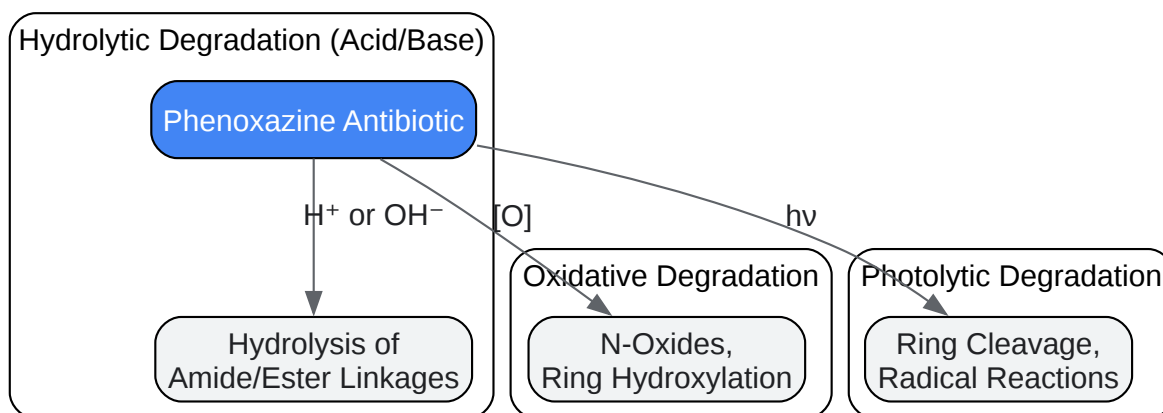 Hydrolytic Degradation (Acid/Base)
Phenoxazine Antibiotic
H⁺ or OH⁻
[O]
hν
Oxidative Degradation
Photolytic Degradation
Hydrolysis of
Amide/Ester Linkages
N-Oxides,
Ring Hydroxylation
Ring Cleavage,
Radical Reactions